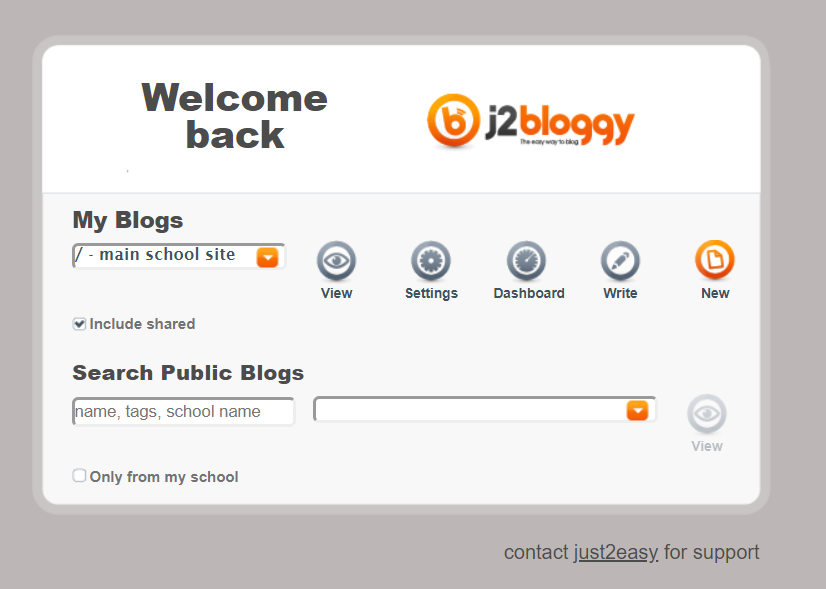 Welcome
back
j2bloggy
The easy way to blog
My Blogs
/ - main school site
View
Settings
Dashboard
Write
New
Include shared
Search Public Blogs
name, tags, school name
View
Only from my school
contact just2easy for support